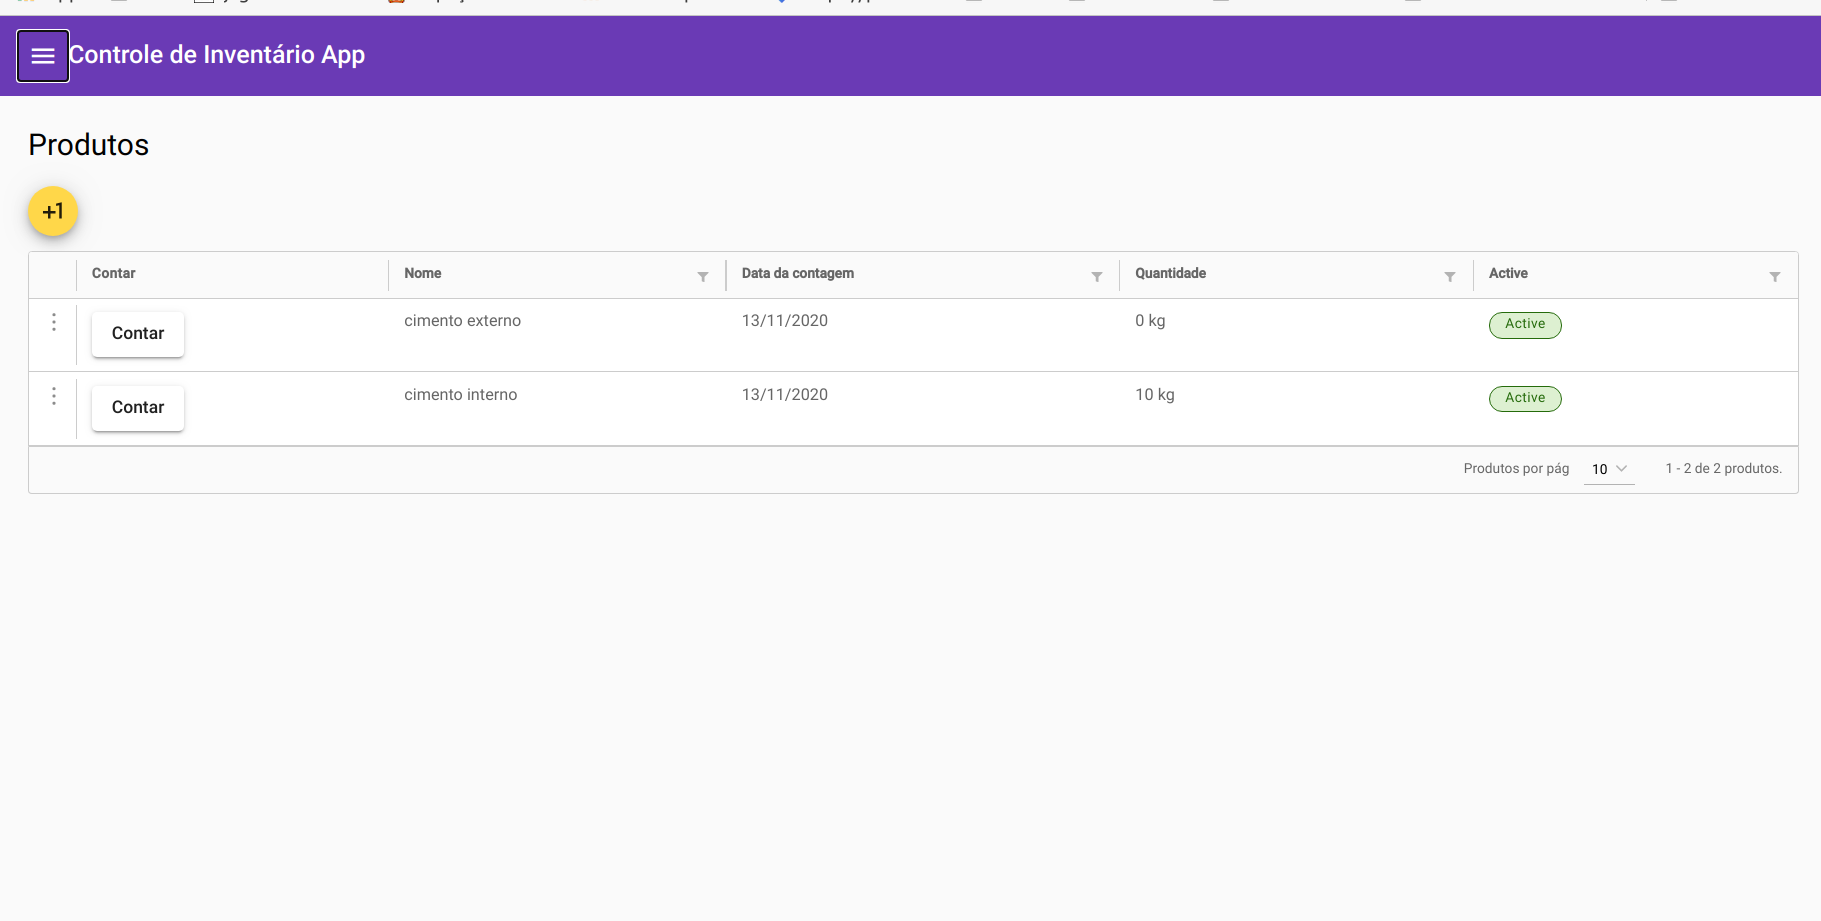 Controle de Inventário App
Produtos
+1
Contar Nome Data da contagem Quantidade Active
Contar cimento externo 13/11/2020 0 kg Active
Contar cimento interno 13/11/2020 10 kg Active
Produtos por pág 10 1 - 2 de 2 produtos.